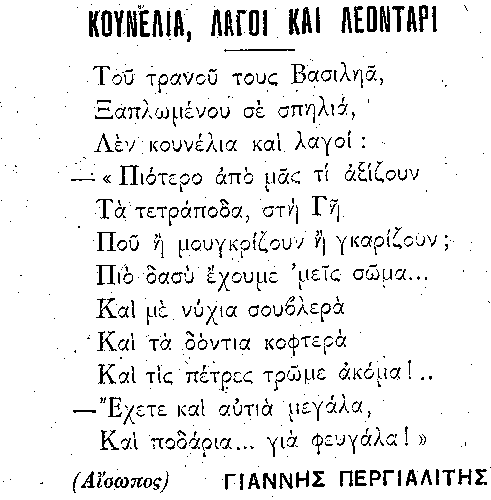 ΚΟΥΝΕΛΙΑ, ΛΑΓΟΙ ΚΑΙ ΛΕΟΝΤΑΡΙ
Τοῦ τρανοῦ τους Βασιληᾶ,
Ξαπλωμένου σὲ σπηλιά,
Λὲν κουνέλια καὶ λαγοί :
— « Πιότερο ἀπὸ μᾶς τί ἀξίζουν
Τὰ τετράποδα, στὴ Γῆ
Ποῦ ἢ μουγκρίζουν ἢ γκαρίζουν ;
Πιὸ δασὺ ἔχουμε ’μεῖς σῶμα...
Καὶ μὲ νύχια σουβλερὰ
Καὶ τὰ δόντια κοφτερὰ
Καὶ τὶς πέτρες τρῶμε ἀκόμα!..
— Ἔχετε καὶ αὐτιὰ μεγάλα,
Καὶ ποδάρια... γιὰ φευγάλα! »
(Αἴσωπος) ΓΙΑΝΝΗΣ ΠΕΡΓΙΑΛΙΤΗΣ